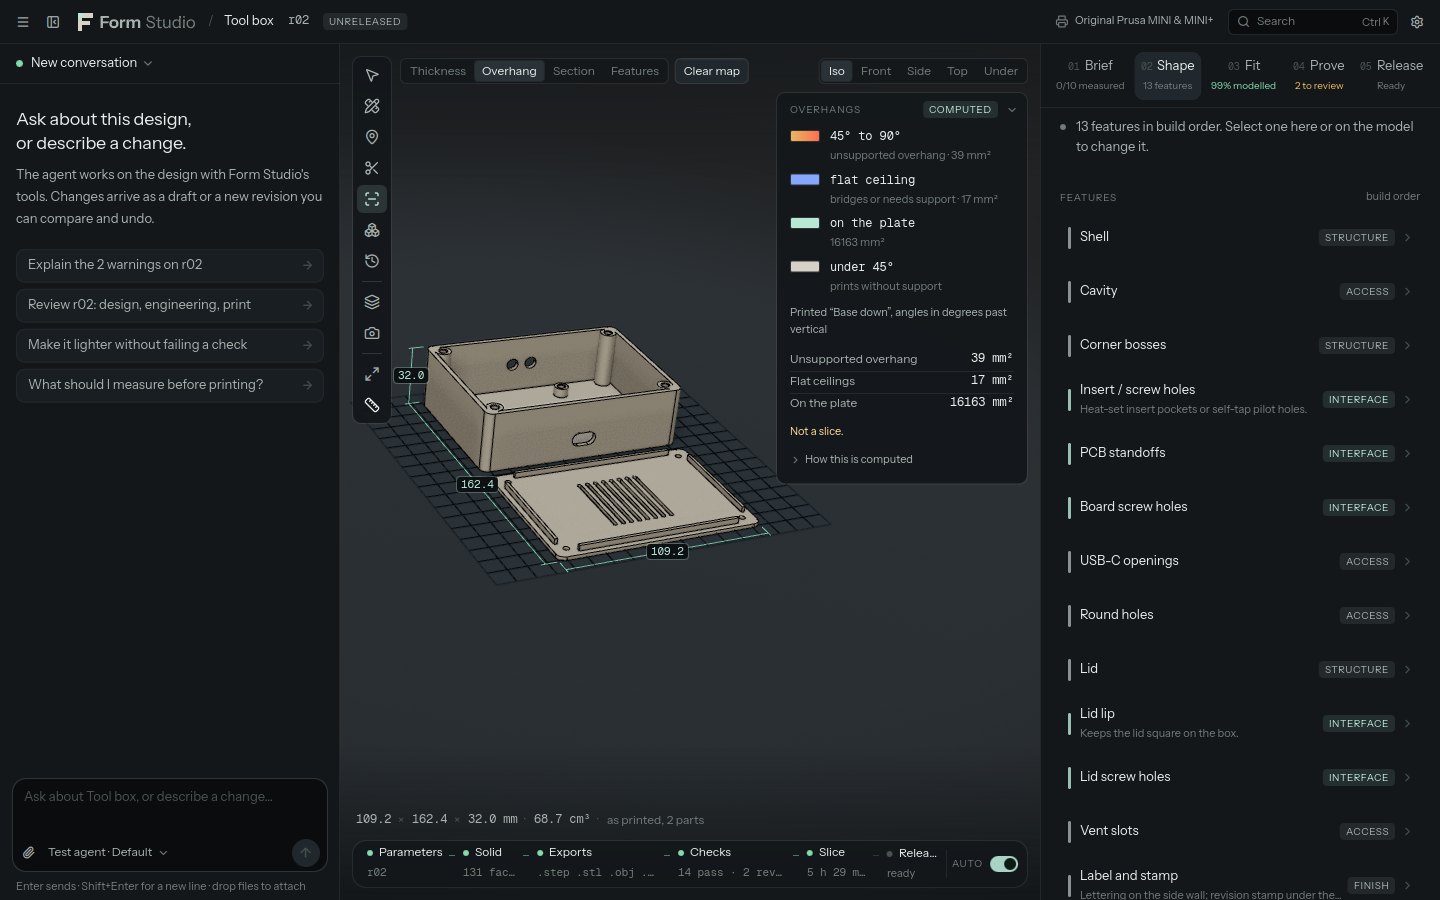 Form Studio / Tool box r02 UNRELEASED
Original Prusa MINI & MINI+
Search Ctrl K
New conversation
Ask about this design,
or describe a change.
The agent works on the design with Form Studio's
tools. Changes arrive as a draft or a new revision you
can compare and undo.
Explain the 2 warnings on r02
Review r02: design, engineering, print
Make it lighter without failing a check
What should I measure before printing?
Ask about Tool box, or describe a change...
Test agent · Default
Enter sends · Shift+Enter for a new line · drop files to attach
Thickness Overhang Section Features Clear map
Iso Front Side Top Under
OVERHANGS COMPUTED
45° to 90°
unsupported overhang · 39 mm²
flat ceiling
bridges or needs support · 17 mm²
on the plate
16163 mm²
under 45°
prints without support
Printed "Base down", angles in degrees past
vertical
Unsupported overhang 39 mm²
Flat ceilings 17 mm²
On the plate 16163 mm²
Not a slice.
How this is computed
32.0
162.4
109.2
109.2 × 162.4 × 32.0 mm · 68.7 cm³ · as printed, 2 parts
Parameters
r02
Solid
131 fac…
Exports
.step .stl .obj …
Checks
14 pass · 2 rev…
Slice
5 h 29 m…
Relea...
ready
AUTO
01 Brief
0/10 measured
02 Shape
13 features
03 Fit
99% modelled
04 Prove
2 to review
05 Release
Ready
13 features in build order. Select one here or on the model
to change it.
FEATURES build order
Shell STRUCTURE
Cavity ACCESS
Corner bosses STRUCTURE
Insert / screw holes INTERFACE
Heat-set insert pockets or self-tap pilot holes.
PCB standoffs INTERFACE
Board screw holes INTERFACE
USB-C openings ACCESS
Round holes ACCESS
Lid STRUCTURE
Lid lip INTERFACE
Keeps the lid square on the box.
Lid screw holes INTERFACE
Vent slots ACCESS
Label and stamp FINISH
Lettering on the side wall; revision stamp under the...